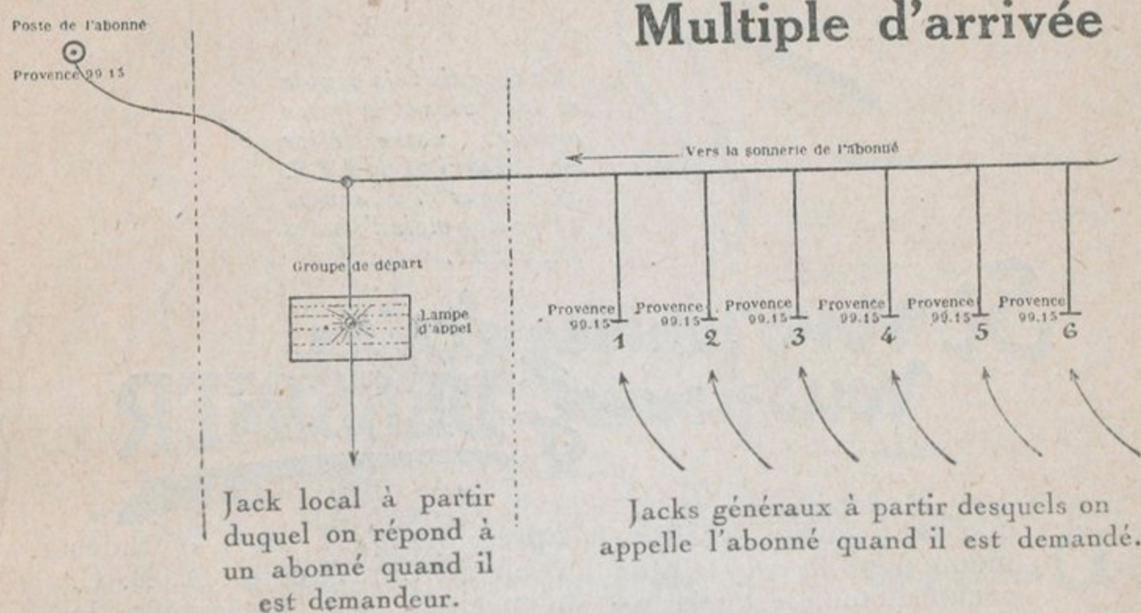 Multiple d'arrivée
Poste de l'abonné
Provence 99 15
Vers la sonnerie de l'abonné
Groupe de départ
Lampe
d'appel
Provence
99.15
1
Provence
99.15
2
Provence
99.15
3
Provence
99.15
4
Provence
99.15
5
Provence
99.15
6
Jack local à partir
duquel on répond à
un abonné quand il
est demandeur.
Jacks généraux à partir desquels on
appelle l'abonné quand il est demandé.